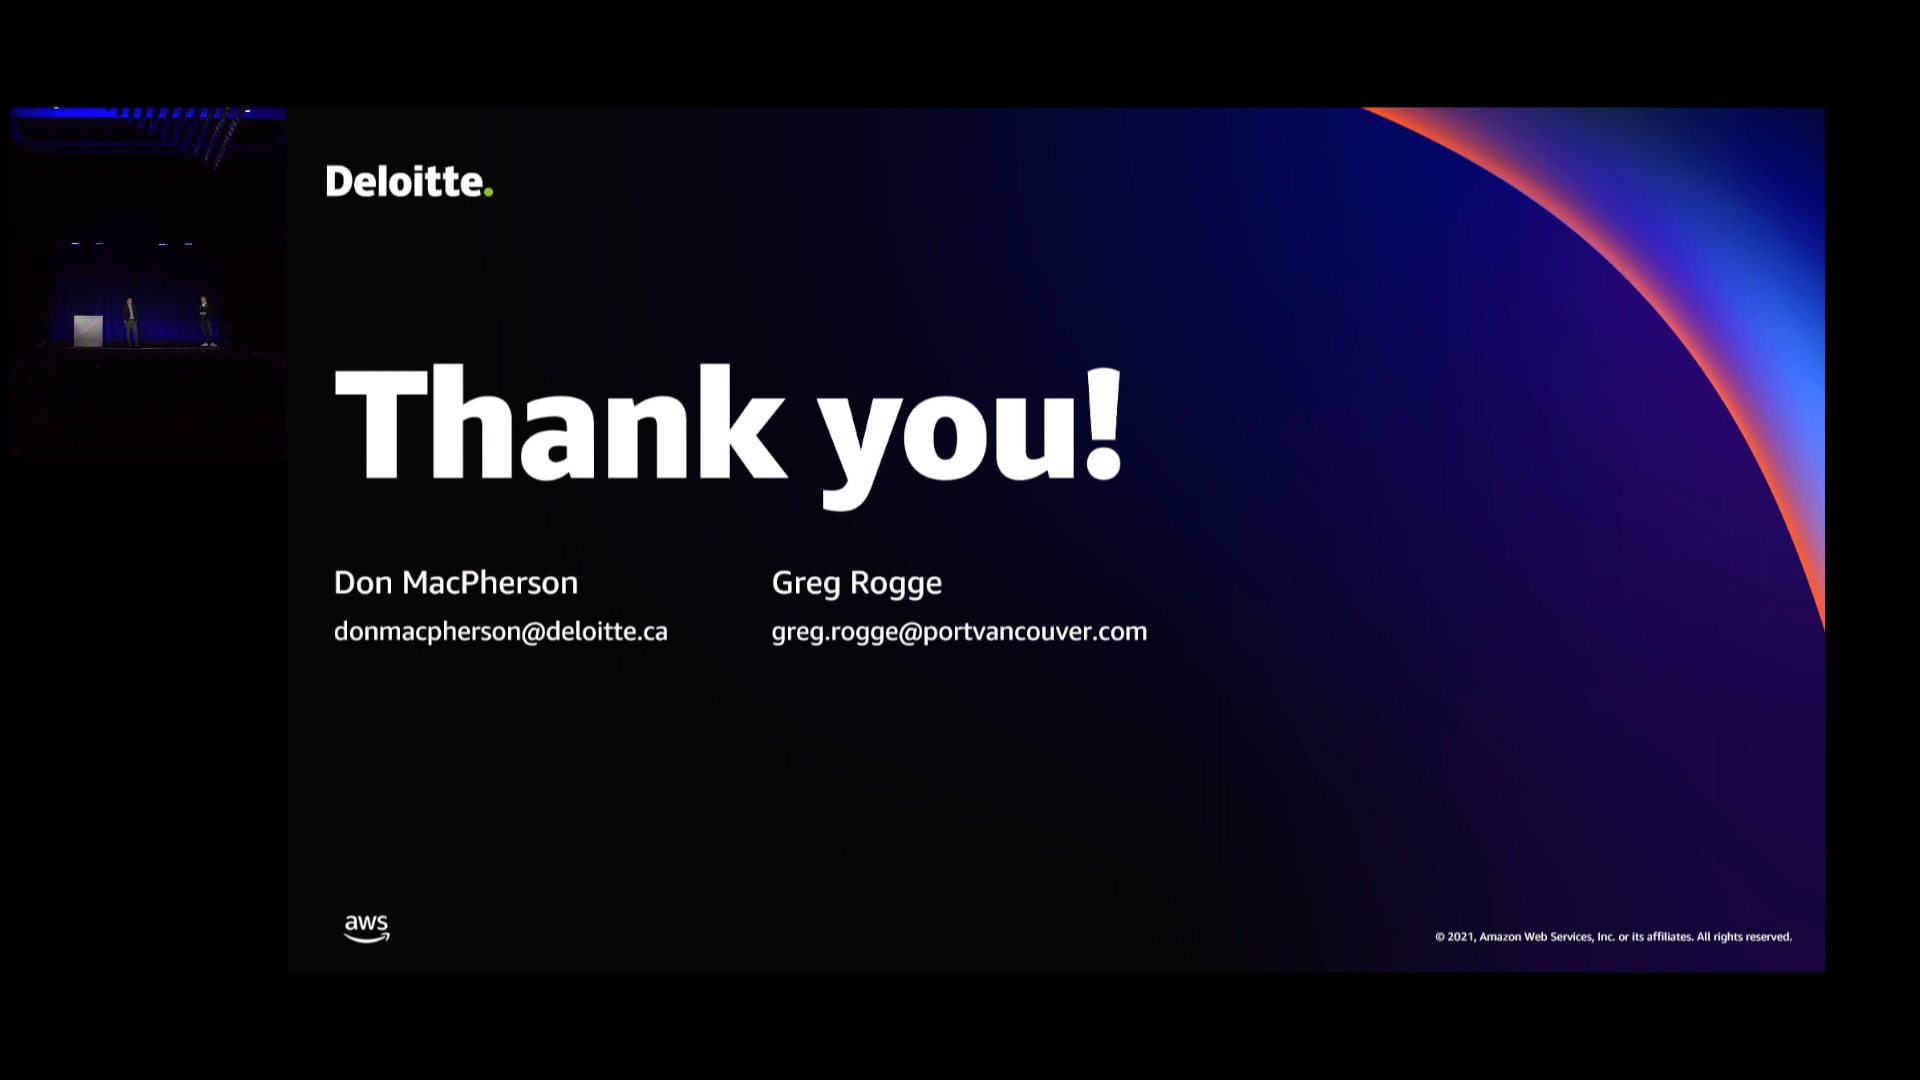 Deloitte.
Thank you!
Don MacPherson
donmacpherson@deloitte.ca
Greg Rogge
greg.rogge@portvancouver.com
aws
© 2021, Amazon Web Services, Inc. or its affiliates. All rights reserved.